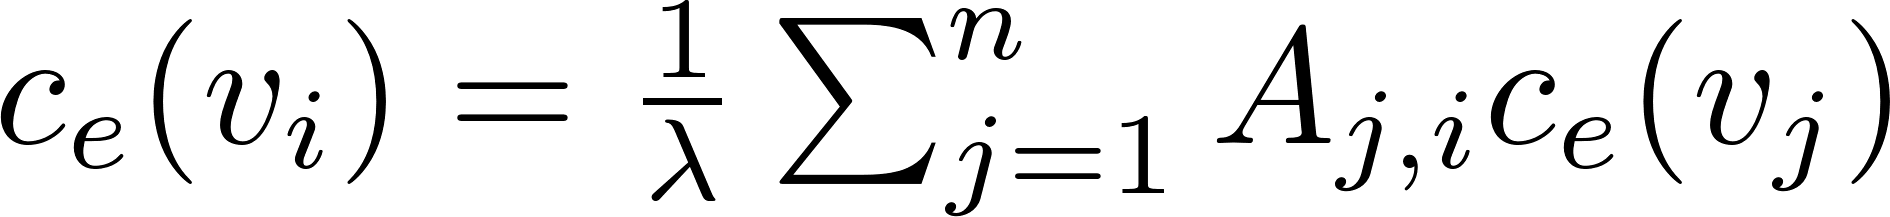 $c_e(v_i) = \frac{1}{\lambda} \sum_{j=1}^{n} A_{j,i} c_e(v_j)$